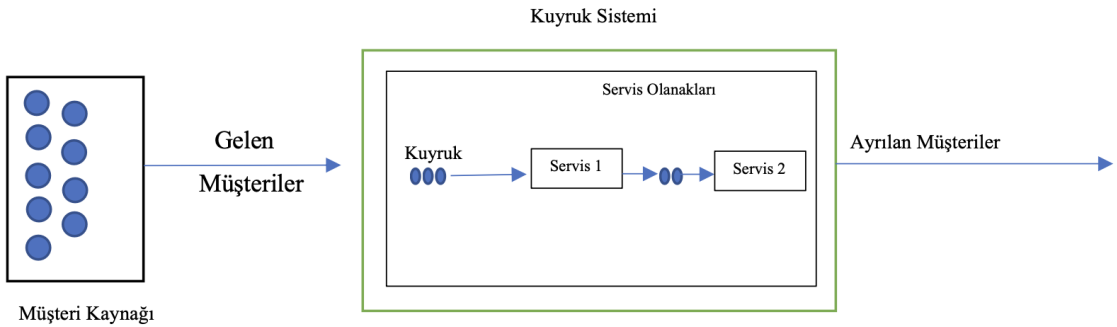 Kuyruk Sistemi
Servis Olanakları
Gelen
Müşteriler
Kuyruk
Servis 1
Servis 2
Ayrılan Müşteriler
Müşteri Kaynağı